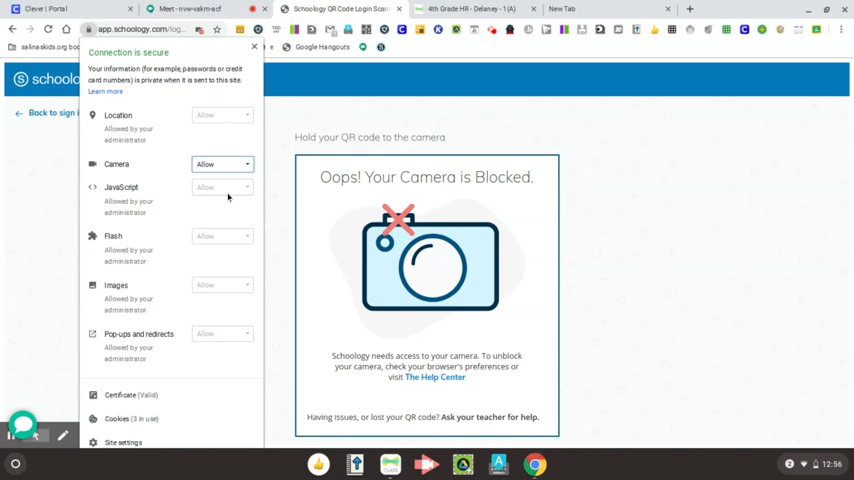 Clever | Portal
Meet - nvw-vakm-ecf
Schoology QR Code Login Scan
4th Grade HR - Delaney - 1 (A)
New Tab
app.schoology.com/log...
salinaskids.org boo
Google Hangouts
Connection is secure
Your information (for example, passwords or credit
card numbers) is private when it is sent to this site.
Learn more
Location
Allow
Allowed by your
administrator
Camera
Allow
JavaScript
Allow
Allowed by your
administrator
Flash
Allow
Allowed by your
administrator
Images
Allow
Allowed by your
administrator
Pop-ups and redirects
Allow
Allowed by your
administrator
Certificate (Valid)
Cookies (3 in use)
Site settings
S schoolo
Back to sign i
Hold your QR code to the camera
Oops! Your Camera is Blocked.
Schoology needs access to your camera. To unblock
your camera, check your browser's preferences or
visit The Help Center
Having issues, or lost your QR code? Ask your teacher for help.
CLASS
2
12:56